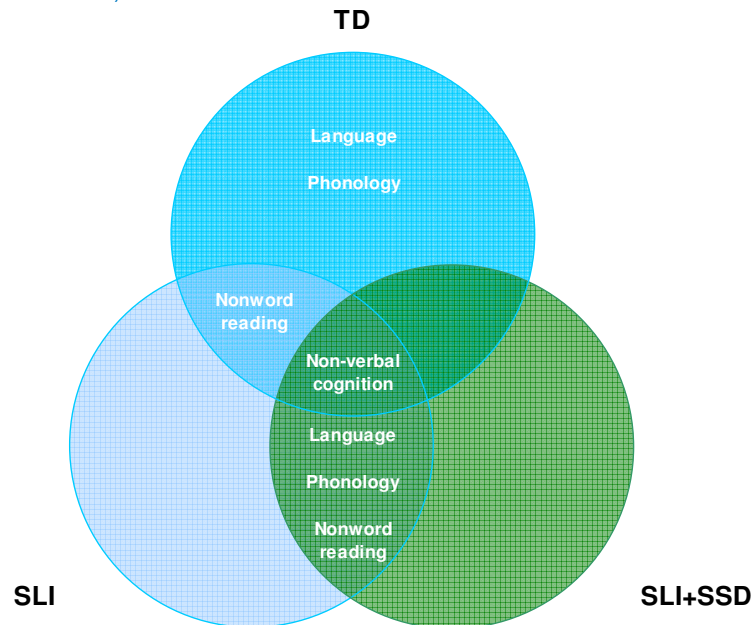 TD
Language
Phonology
Nonword
reading
Non-verbal
cognition
Language
Phonology
Nonword
reading
SLI
SLI+SSD